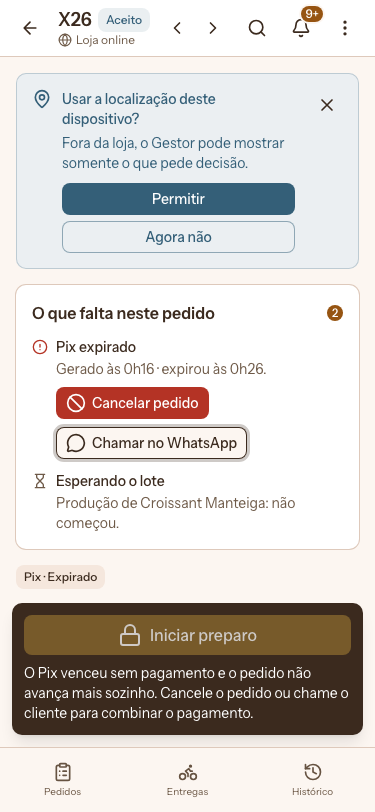 X26 Aceito 9+
Loja online
Usar a localização deste
dispositivo?
Fora da loja, o Gestor pode mostrar
somente o que pede decisão.
Permitir
Agora não
O que falta neste pedido 2
Pix expirado
Gerado às 0h16 · expirou às 0h26.
Cancelar pedido
Chamar no WhatsApp
Esperando o lote
Produção de Croissant Manteiga: não
começou.
Pix · Expirado
Iniciar preparo
O Pix venceu sem pagamento e o pedido não
avança mais sozinho. Cancele o pedido ou chame o
cliente para combinar o pagamento.
Pedidos Entregas Histórico